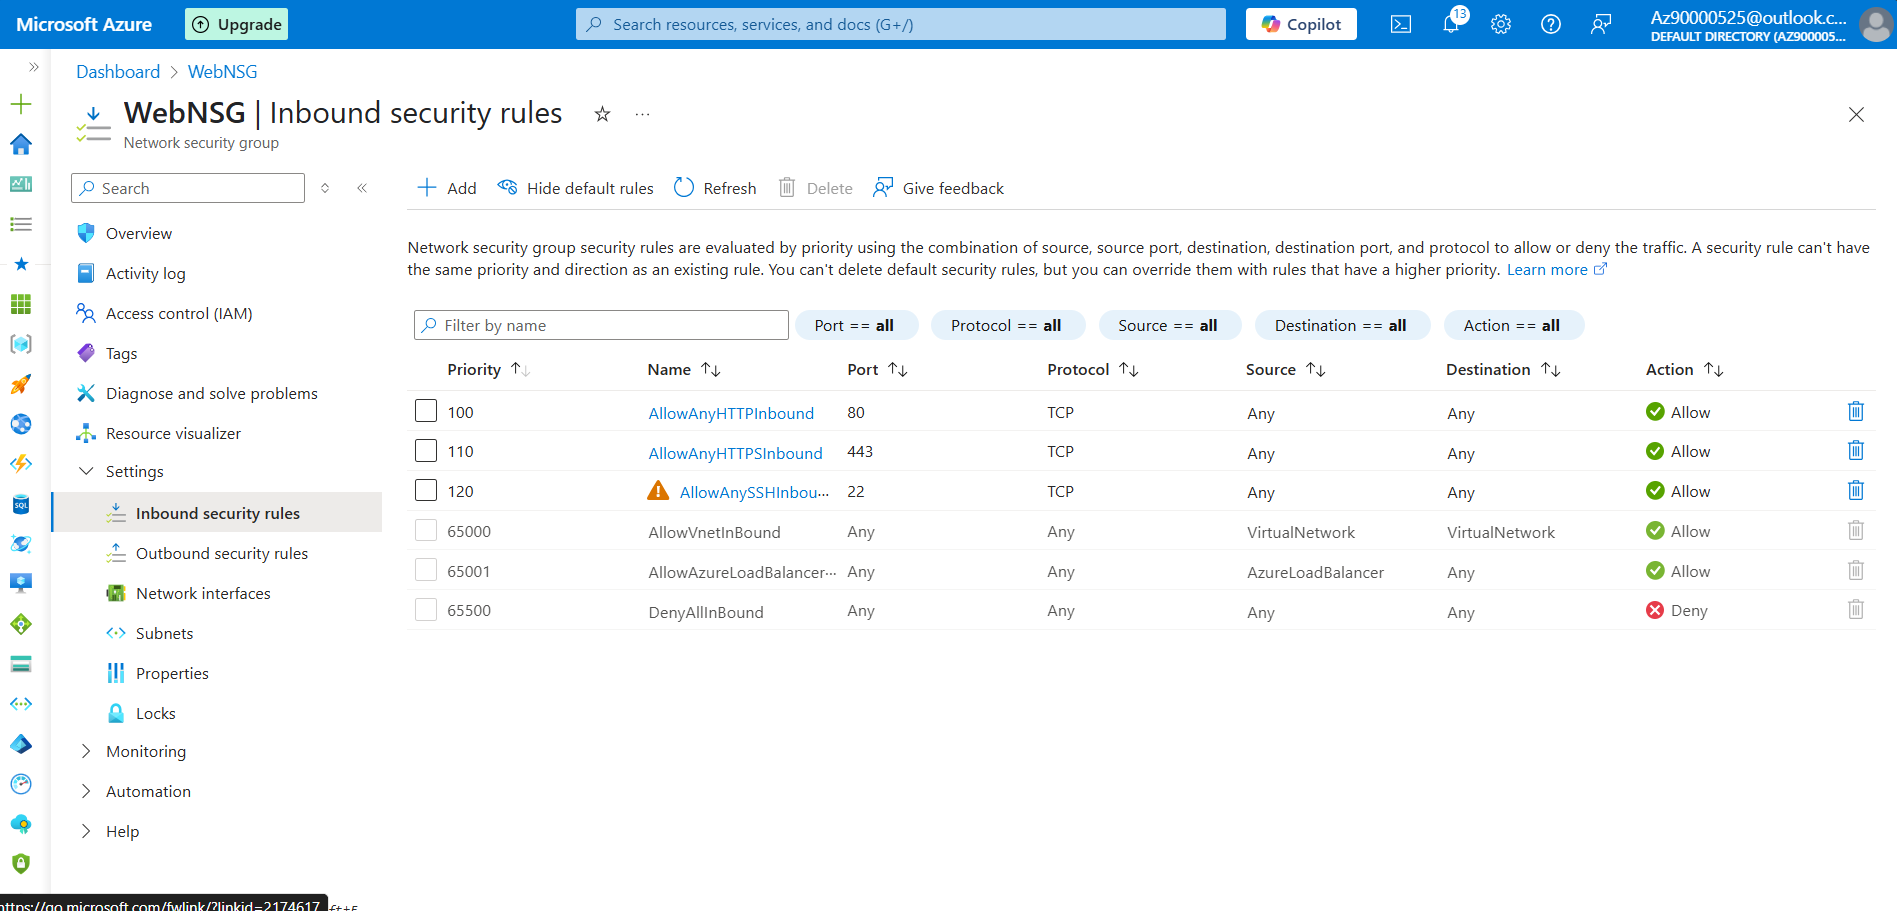 Microsoft Azure
Upgrade
Search resources, services, and docs (G+/)
Copilot
13
Az90000525@outlook.c...
DEFAULT DIRECTORY (AZ900005...
Dashboard > WebNSG
WebNSG | Inbound security rules
Network security group
Search
Add
Hide default rules
Refresh
Delete
Give feedback
Overview
Activity log
Access control (IAM)
Tags
Diagnose and solve problems
Resource visualizer
Settings
Inbound security rules
Outbound security rules
Network interfaces
Subnets
Properties
Locks
Monitoring
Automation
Help
Network security group security rules are evaluated by priority using the combination of source, source port, destination, destination port, and protocol to allow or deny the traffic. A security rule can't have
the same priority and direction as an existing rule. You can't delete default security rules, but you can override them with rules that have a higher priority. Learn more
Filter by name
Port == all
Protocol == all
Source == all
Destination == all
Action == all
Priority Name Port Protocol Source Destination Action
100 AllowAnyHTTPInbound 80 TCP Any Any Allow
110 AllowAnyHTTPSInbound 443 TCP Any Any Allow
120 AllowAnySSHInbou... 22 TCP Any Any Allow
65000 AllowVnetInBound Any Any VirtualNetwork VirtualNetwork Allow
65001 AllowAzureLoadBalancer... Any Any AzureLoadBalancer Any Allow
65500 DenyAllInBound Any Any Any Any Deny
SQL
https://go.microsoft.com/fwlink/?linkid=2174617